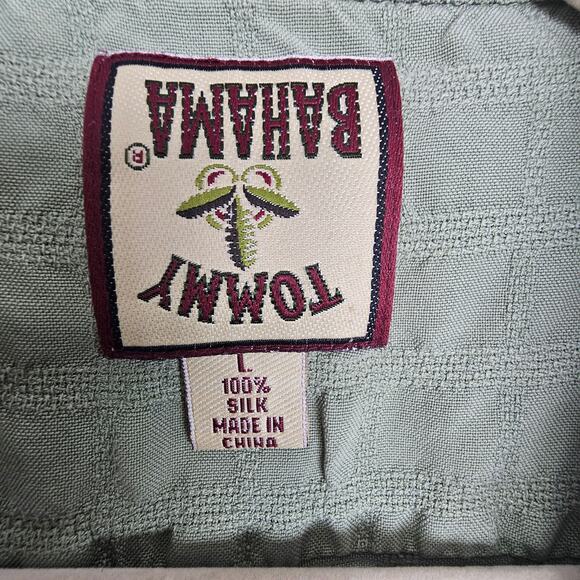 TOMMY
BAHAMA
®
L
100%
SILK
MADE IN
CHINA